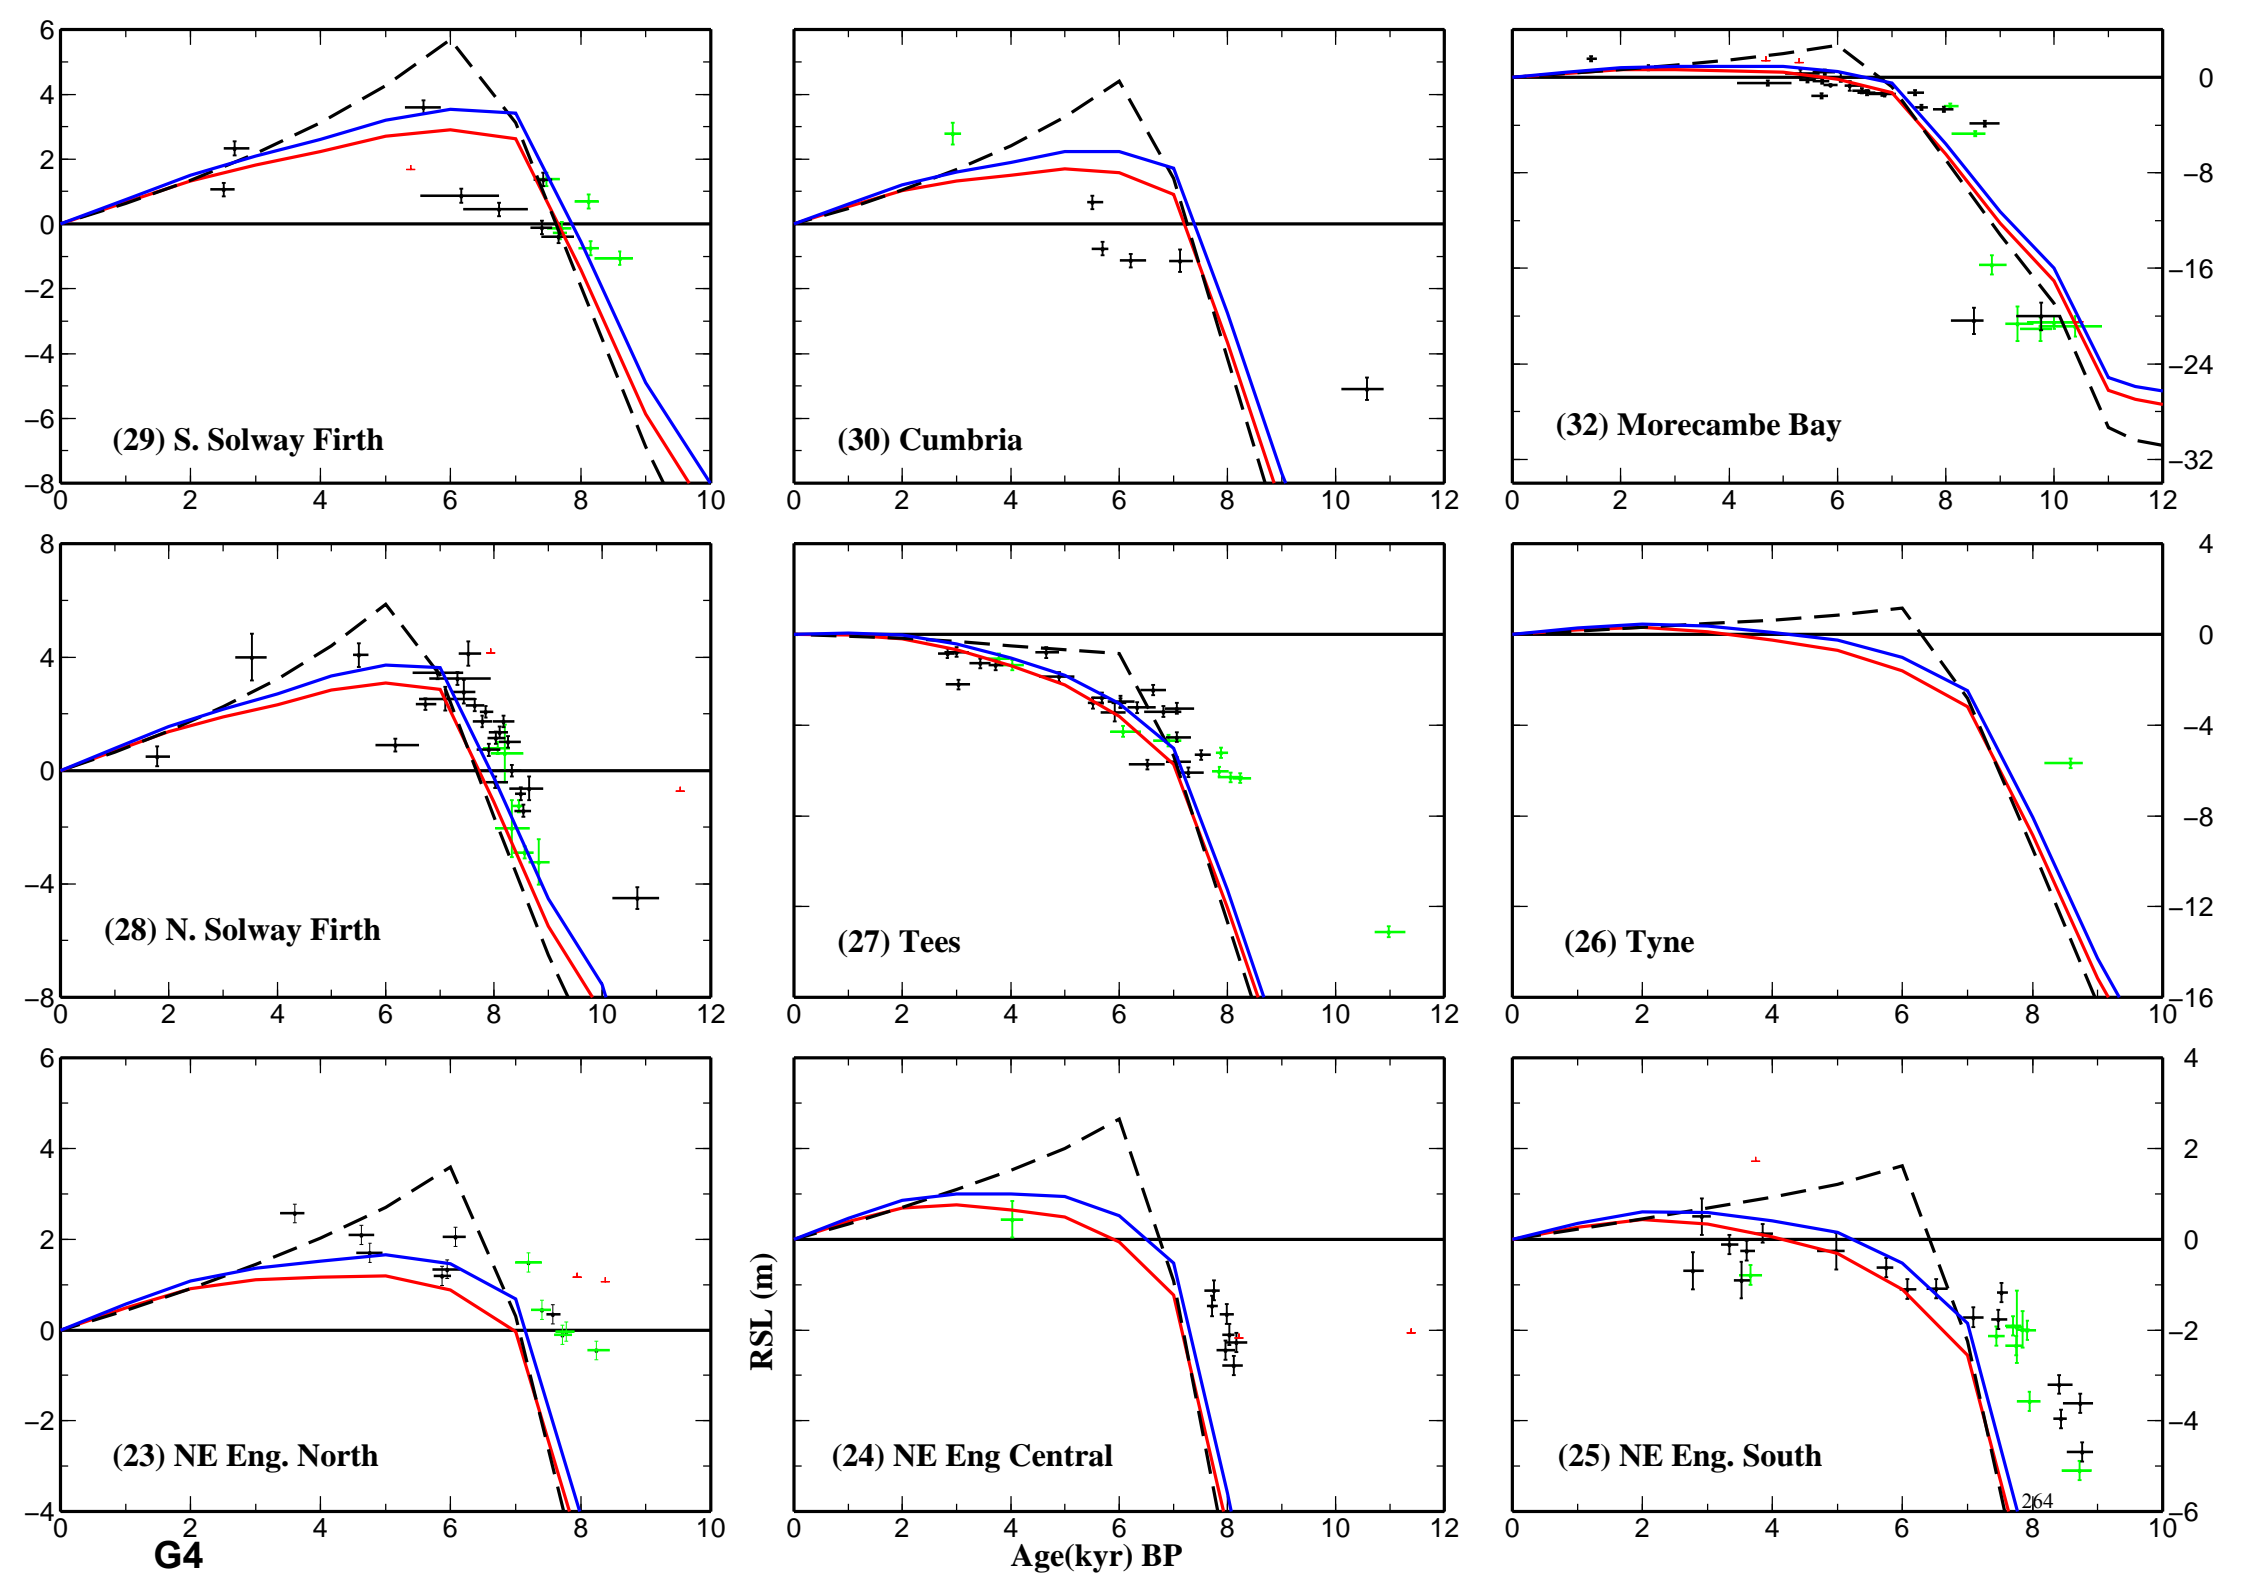 6
4
2
0
−2
−4
−6
−8
0 2 4 6 8 10
(29) S. Solway Firth
0 2 4 6 8 10 12
(30) Cumbria
0
−8
−16
−24
−32
0 2 4 6 8 10 12
(32) Morecambe Bay
8
4
0
−4
−8
0 2 4 6 8 10 12
(28) N. Solway Firth
0 2 4 6 8 10 12
(27) Tees
4
0
−4
−8
−12
−16
0 2 4 6 8 10
(26) Tyne
6
4
2
0
−2
−4
0 2 4 6 8 10
(23) NE Eng. North
RSL (m)
0 2 4 6 8 10 12
(24) NE Eng Central
4
2
0
−2
−4
−6
0 2 4 6 8 10
(25) NE Eng. South
264
G4
Age(kyr) BP